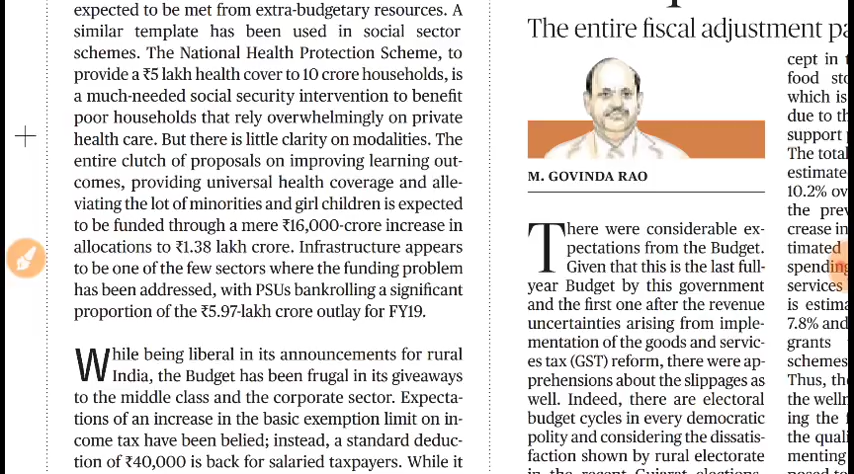 expected to be met from extra-budgetary resources. A
similar template has been used in social sector
schemes. The National Health Protection Scheme, to
provide a ₹5 lakh health cover to 10 crore households, is
a much-needed social security intervention to benefit
poor households that rely overwhelmingly on private
health care. But there is little clarity on modalities. The
entire clutch of proposals on improving learning out-
comes, providing universal health coverage and alle-
viating the lot of minorities and girl children is expected
to be funded through a mere ₹16,000-crore increase in
allocations to ₹1.38 lakh crore. Infrastructure appears
to be one of the few sectors where the funding problem
has been addressed, with PSUs bankrolling a significant
proportion of the ₹5.97-lakh crore outlay for FY19.
While being liberal in its announcements for rural
India, the Budget has been frugal in its giveaways
to the middle class and the corporate sector. Expecta-
tions of an increase in the basic exemption limit on in-
come tax have been belied; instead, a standard deduc-
tion of ₹40,000 is back for salaried taxpayers. While it
The entire fiscal adjustment pa
M. GOVINDA RAO
There were considerable ex-
pectations from the Budget.
Given that this is the last full-
year Budget by this government
and the first one after the revenue
uncertainties arising from imple-
mentation of the goods and servic-
es tax (GST) reform, there were ap-
prehensions about the slippages as
well. Indeed, there are electoral
budget cycles in every democratic
polity and considering the dissatis-
faction shown by rural electorate
in the recent Gujarat elections,
cept in
food sto
which is
due to th
support
The total
estimate
10.2% ov
the prev
crease in
timated
spending
services
is estima
7.8% and
grants
schemes
Thus, the
the welln
ing the f
the quali
menting
posed to